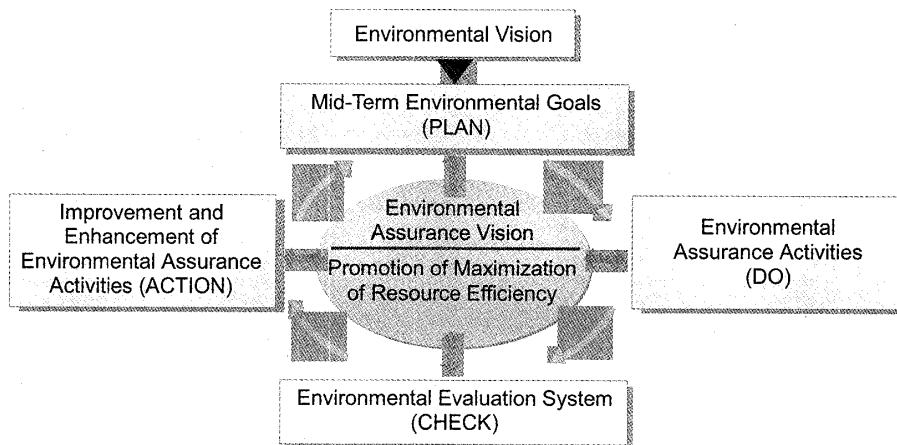 Environmental Vision
Mid-Term Environmental Goals
(PLAN)
Improvement and
Enhancement of
Environmental Assurance
Activities (ACTION)
Environmental
Assurance Vision
Promotion of Maximization
of Resource Efficiency
Environmental
Assurance Activities
(DO)
Environmental Evaluation System
(CHECK)